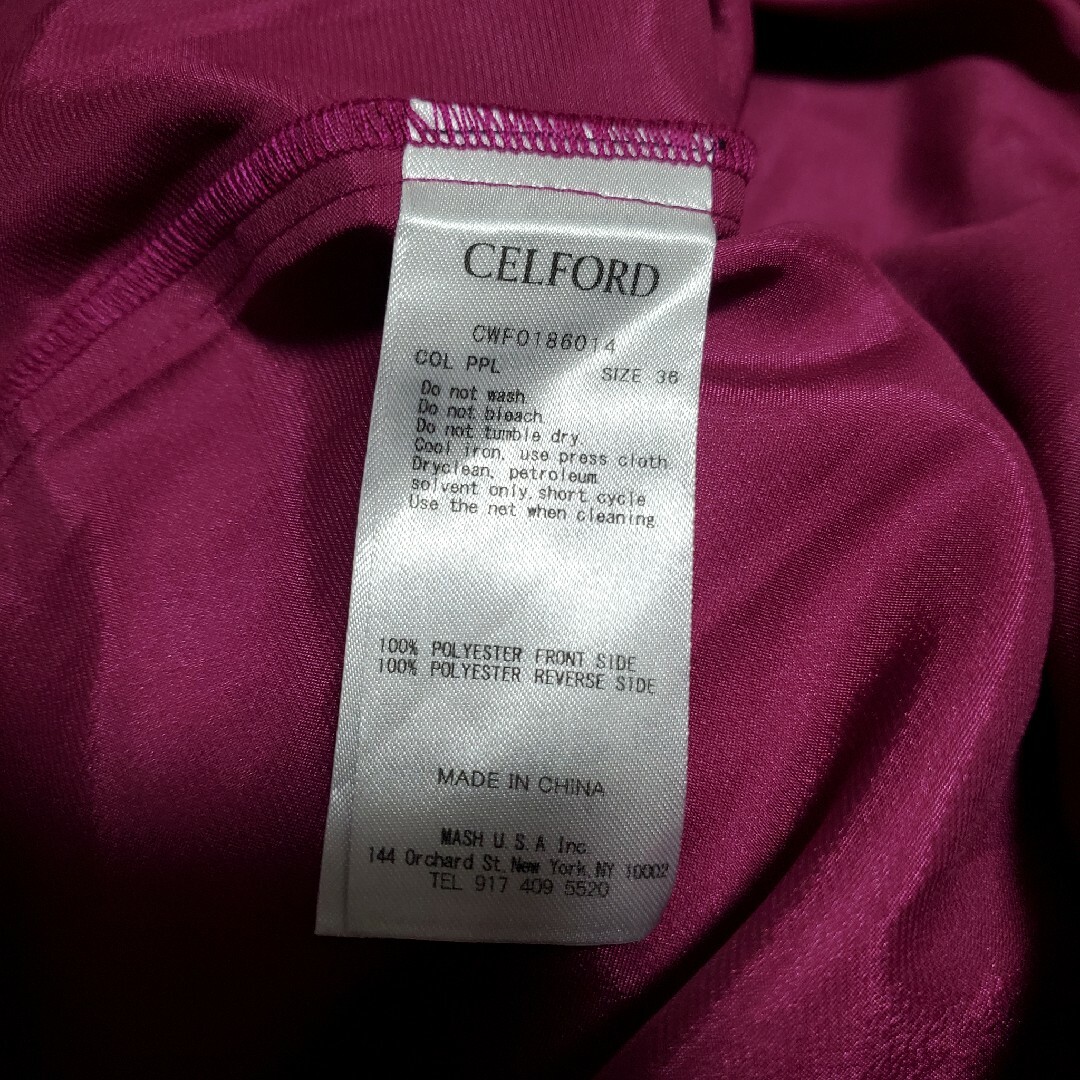 CELFORD
CWFO186014
COL PPL SIZE 36
Do not wash
Do not bleach
Do not tumble dry
Cool iron, use press cloth
Dryclean, petroleum
solvent only, short cycle
Use the net when cleaning
100% POLYESTER FRONT SIDE
100% POLYESTER REVERSE SIDE
MADE IN CHINA
MASH U.S.A Inc.
144 Orchard St. New York, NY 10002
TEL 917 409 5520